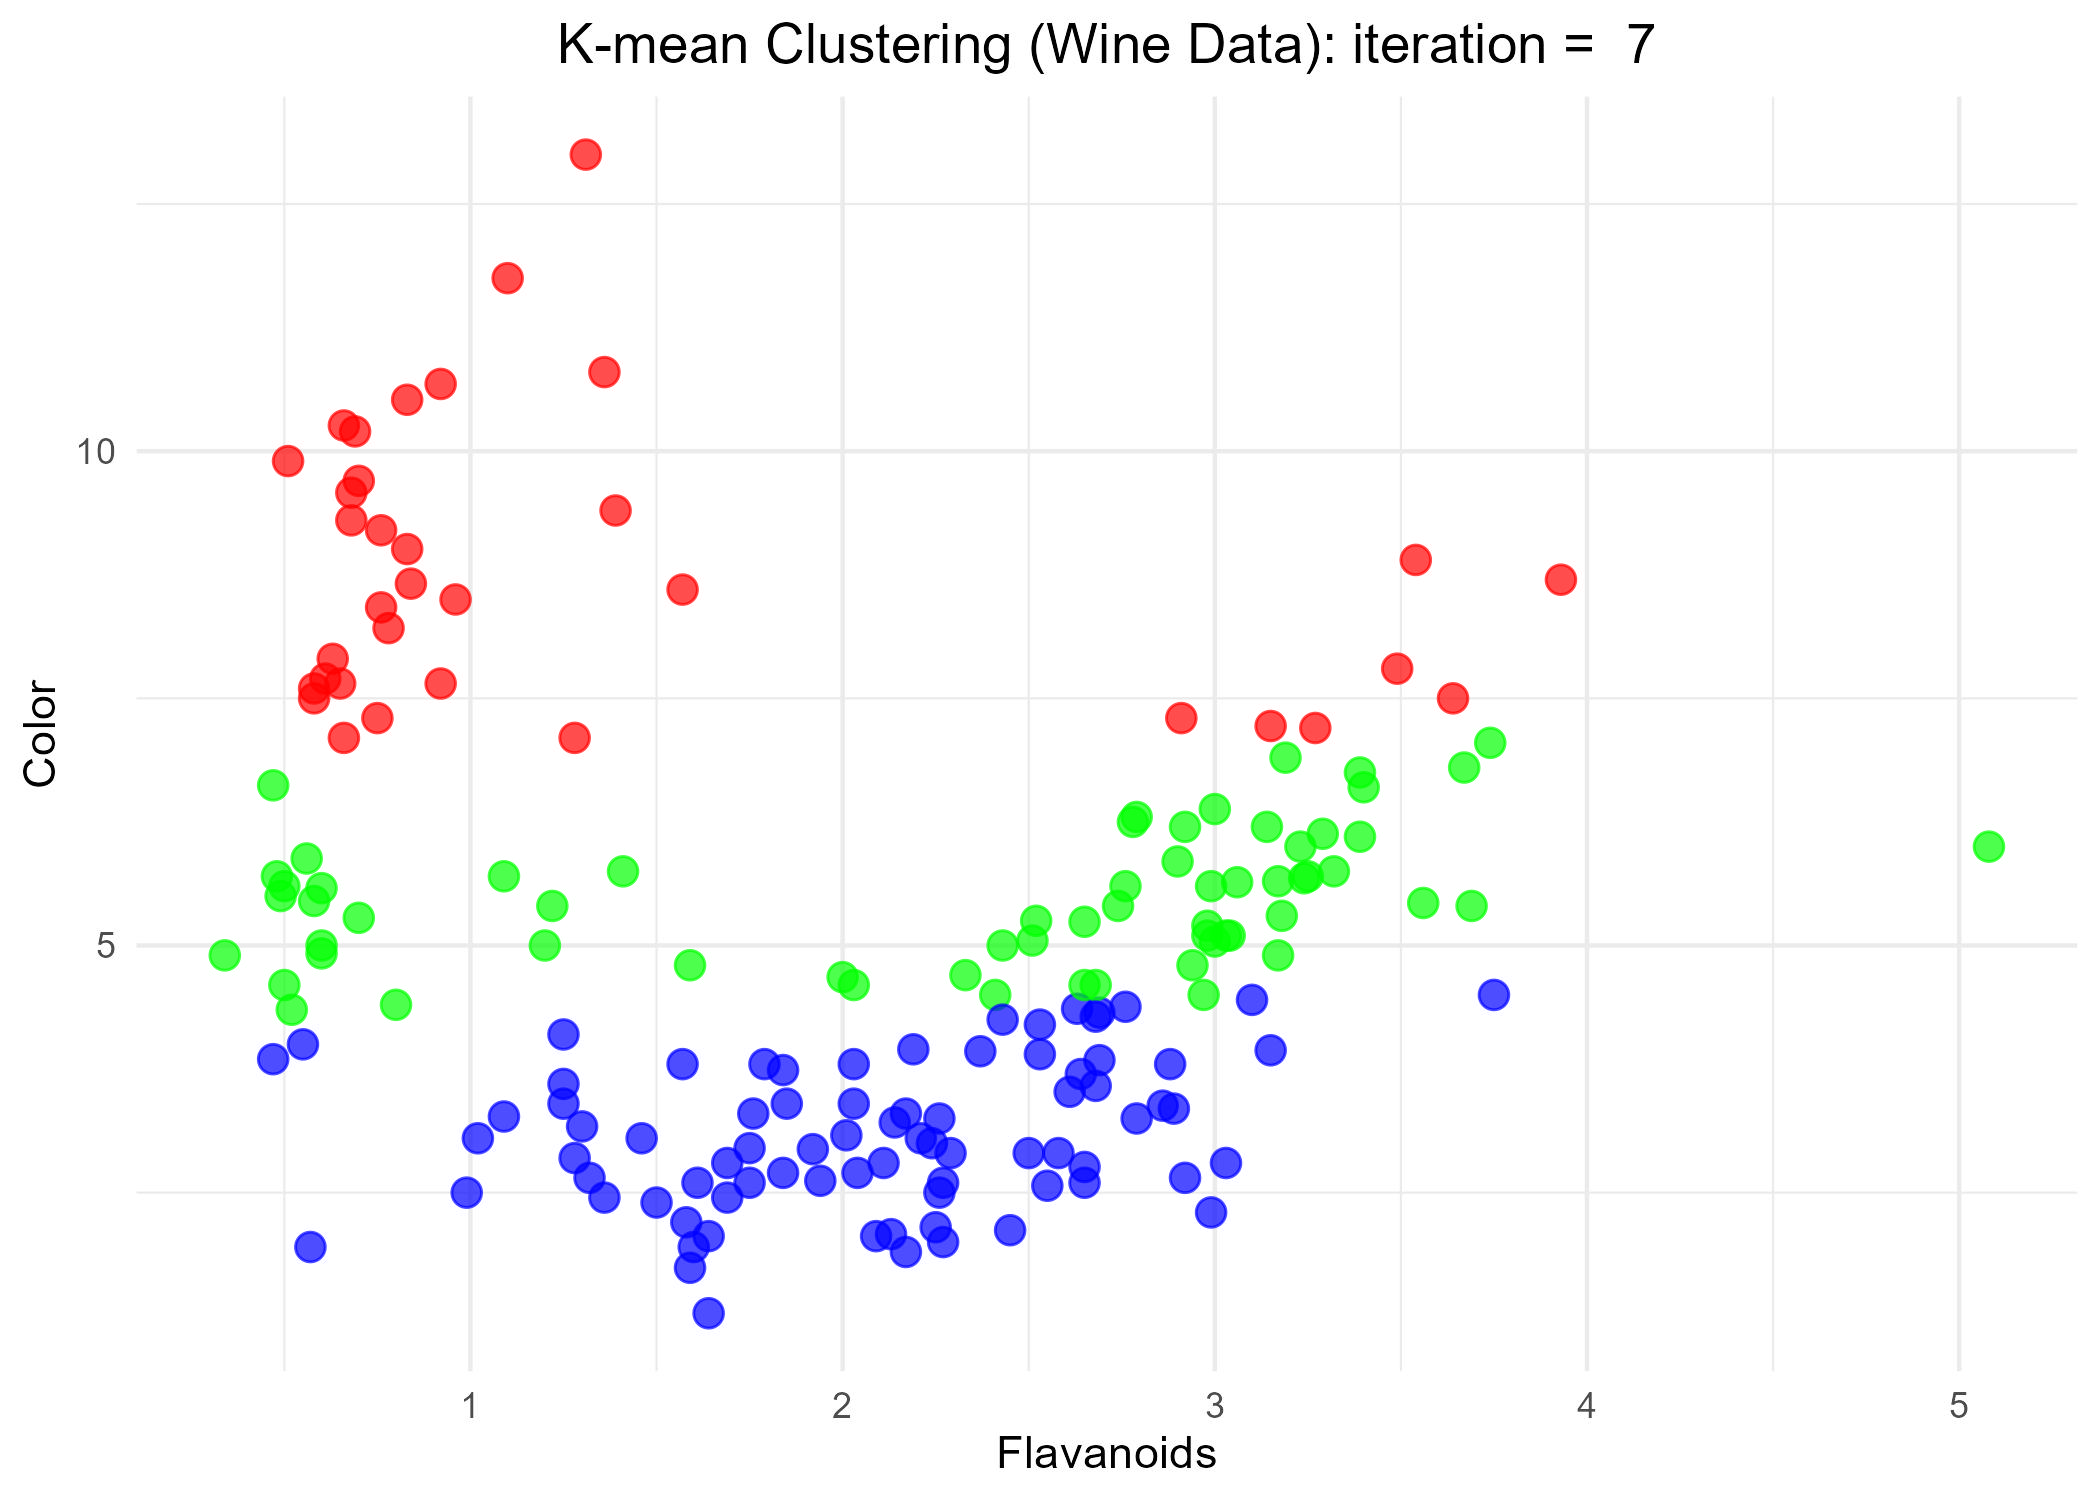 K-mean Clustering (Wine Data): iteration =  7
10
5
Color
1 2 3 4 5
Flavanoids